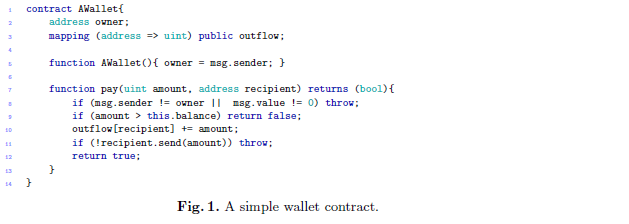 1 contract AWallet{
2 address owner;
3 mapping (address => uint) public outflow;
4
5 function AWallet(){ owner = msg.sender; }
6
7 function pay(uint amount, address recipient) returns (bool){
8 if (msg.sender != owner || msg.value != 0) throw;
9 if (amount > this.balance) return false;
10 outflow[recipient] += amount;
11 if (!recipient.send(amount)) throw;
12 return true;
13 }
14 }
Fig. 1. A simple wallet contract.